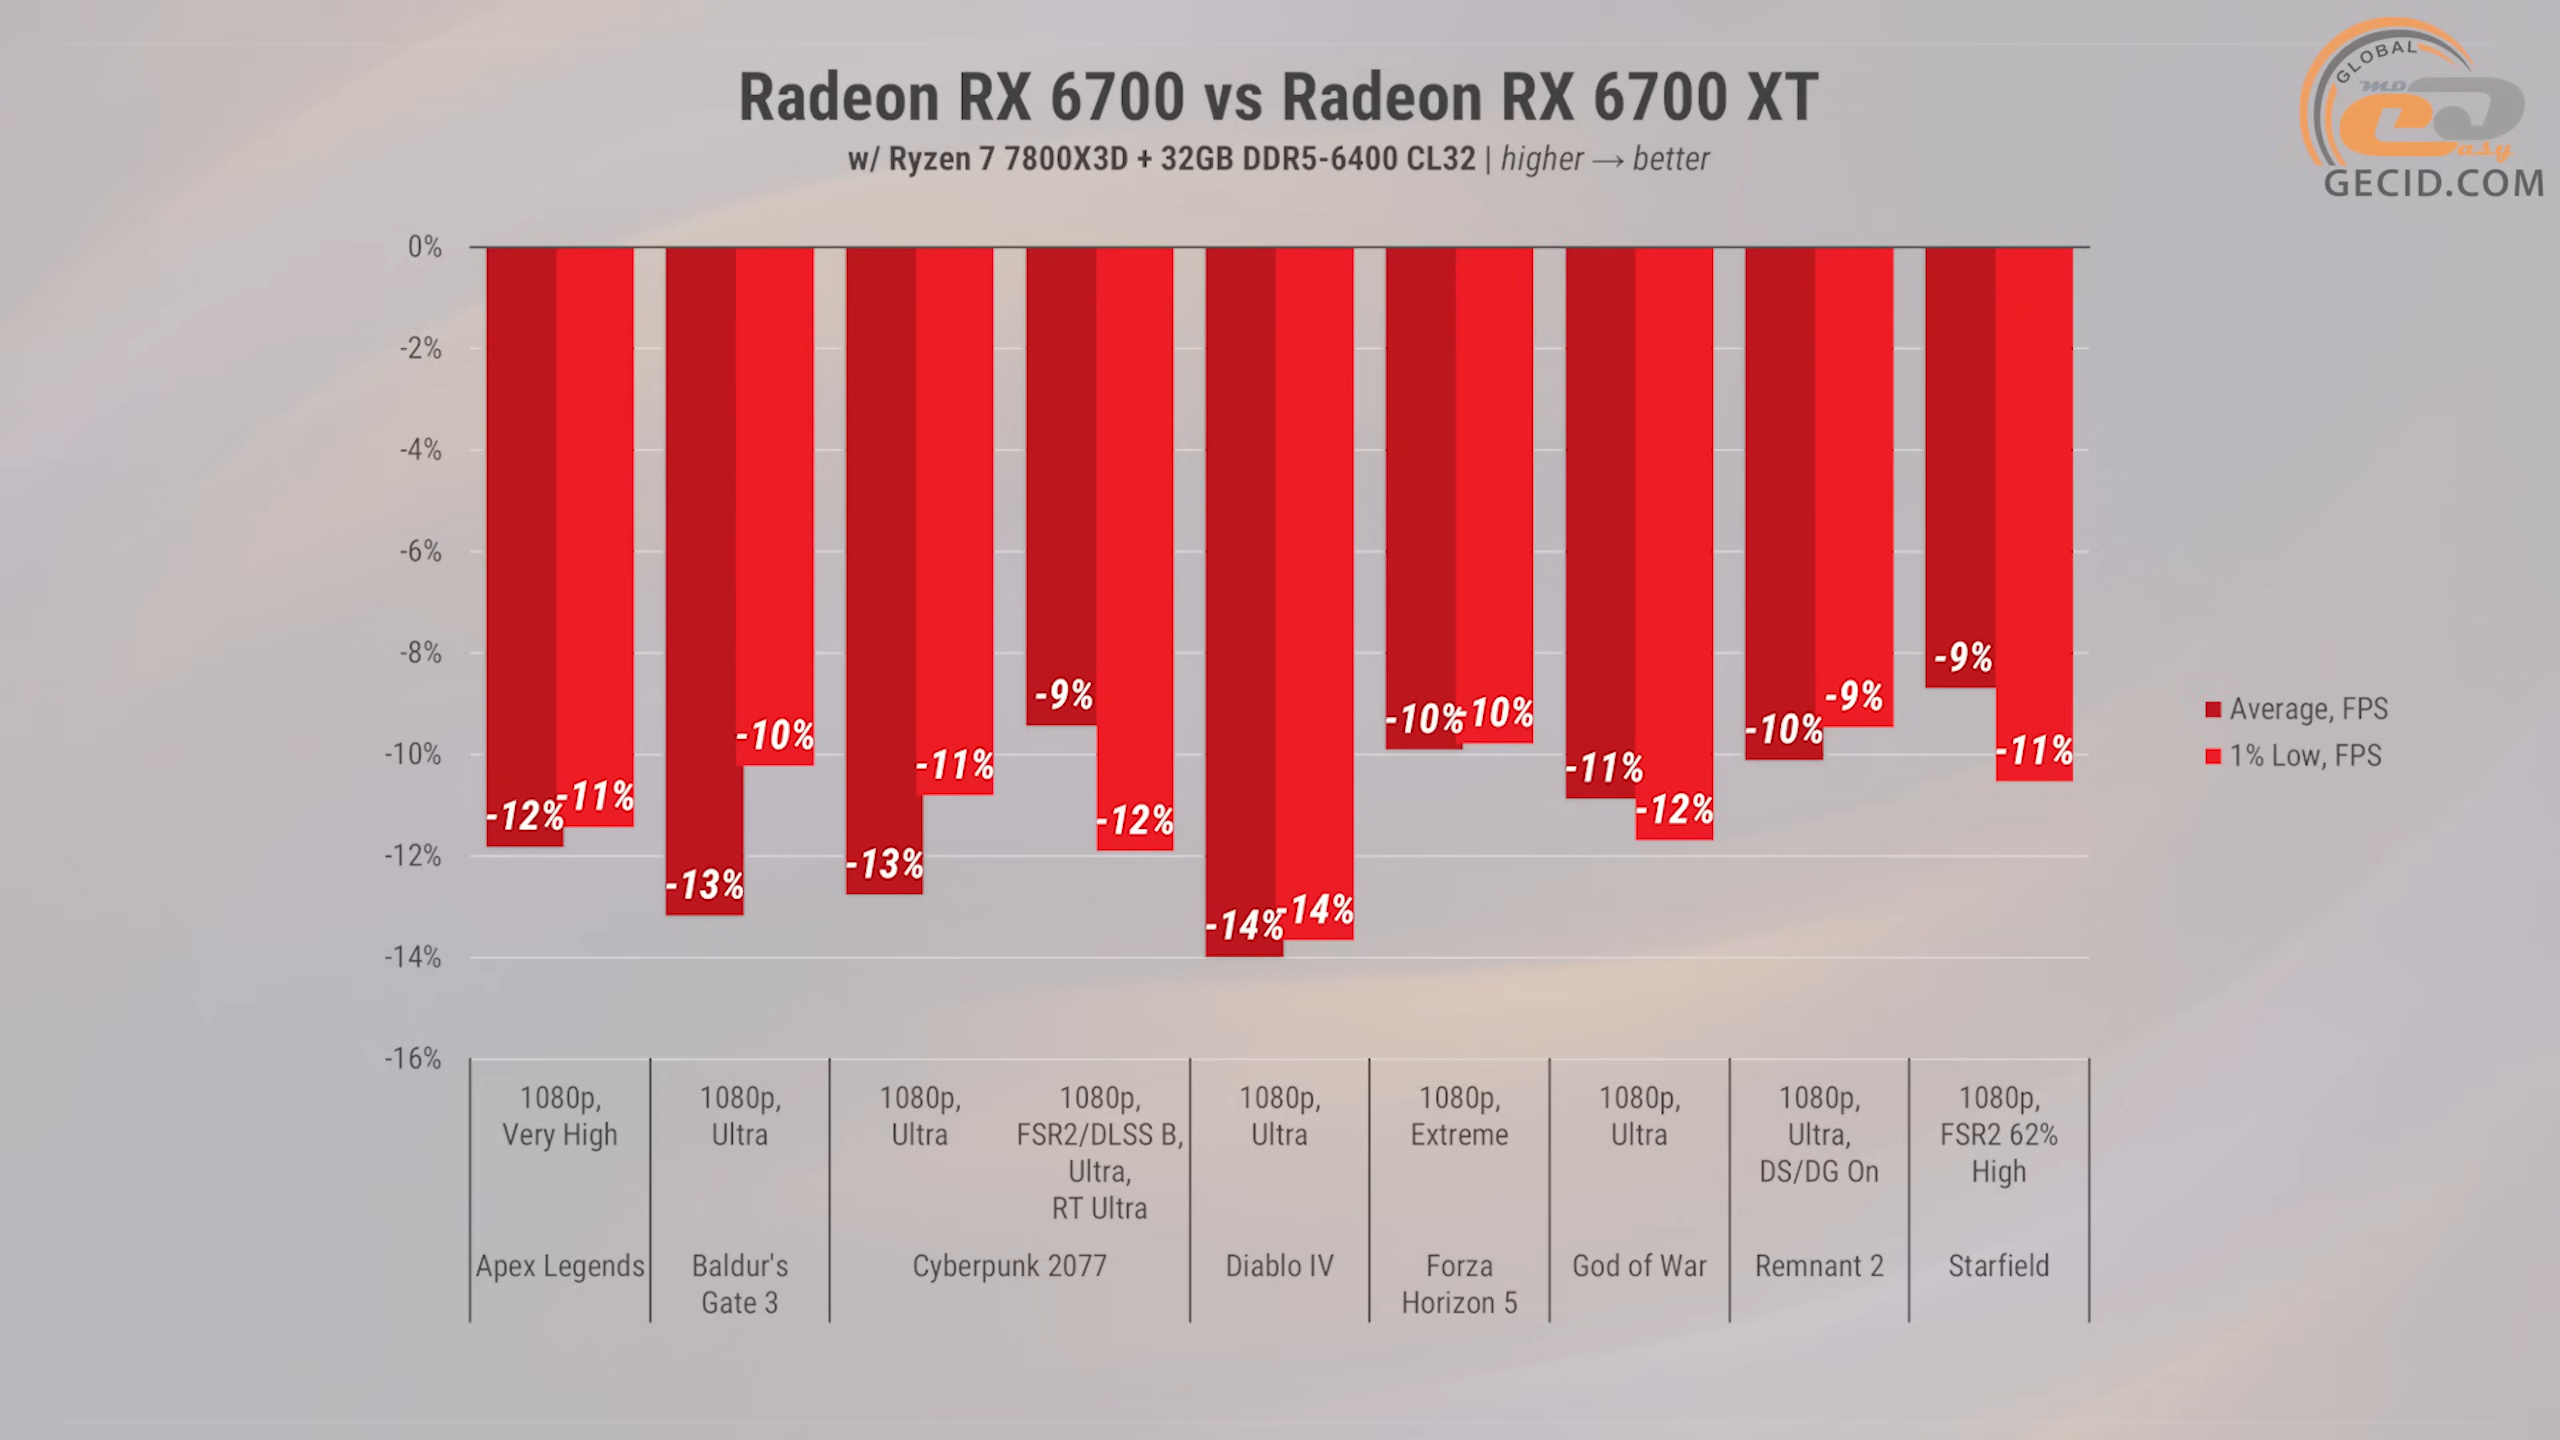 Radeon RX 6700 vs Radeon RX 6700 XT
w/ Ryzen 7 7800X3D + 32GB DDR5-6400 CL32 | higher → better
GLOBAL
MD
easy
GECID.COM
0%
-2%
-4%
-6%
-8%
-10%
-12%
-14%
-16%
-12%
-11%
-13%
-10%
-13%
-11%
-9%
-12%
-14%
-14%
-10%
-10%
-11%
-12%
-10%
-9%
-9%
-11%
Average, FPS
1% Low, FPS
1080p,
Very High
1080p,
Ultra
1080p,
Ultra
1080p,
FSR2/DLSS B,
Ultra,
RT Ultra
1080p,
Ultra
1080p,
Extreme
1080p,
Ultra
1080p,
Ultra,
DS/DG On
1080p,
FSR2 62%
High
Apex Legends
Baldur's
Gate 3
Cyberpunk 2077
Diablo IV
Forza
Horizon 5
God of War
Remnant 2
Starfield